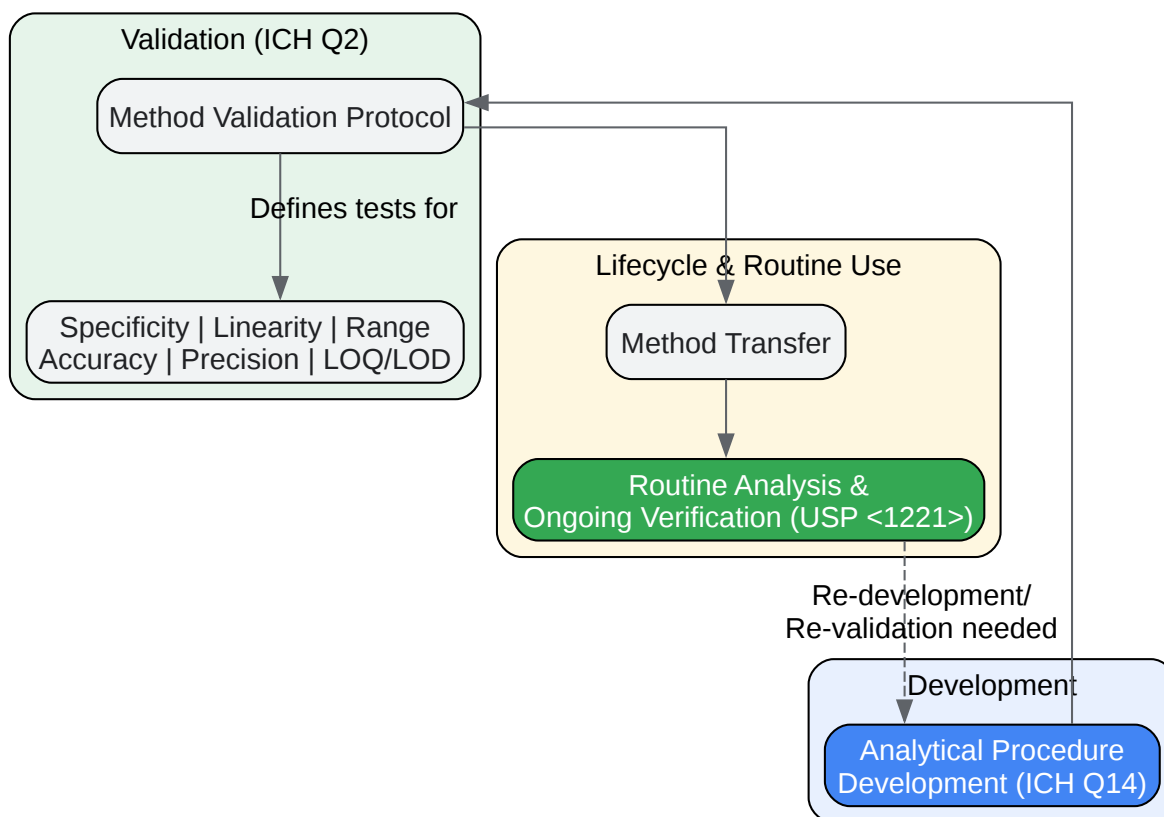 Validation (ICH Q2)
Method Validation Protocol
Defines tests for
Specificity | Linearity | Range
Accuracy | Precision | LOQ/LOD
Lifecycle & Routine Use
Method Transfer
Routine Analysis &
Ongoing Verification (USP <1221>)
Re-development/
Re-validation needed
Development
Analytical Procedure
Development (ICH Q14)